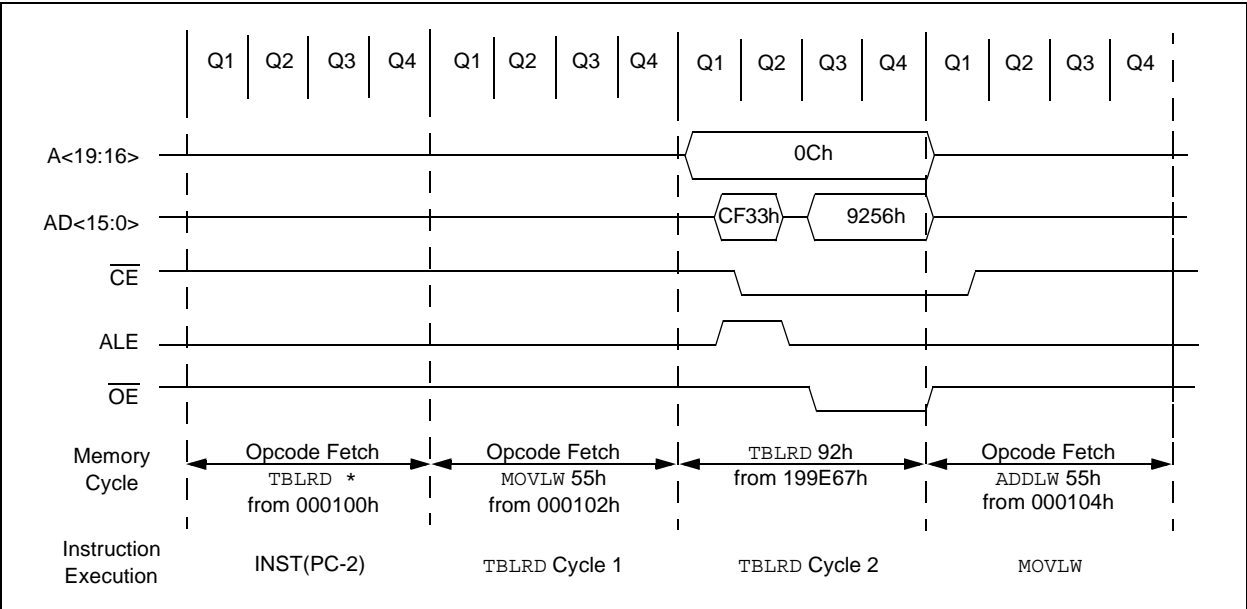 Q1 Q2 Q3 Q4 Q1 Q2 Q3 Q4 Q1 Q2 Q3 Q4 Q1 Q2 Q3 Q4
A<19:16> 0Ch
AD<15:0> CF33h 9256h
CE
ALE
OE
Memory Cycle
Opcode Fetch
TBLRD *
from 000100h
Opcode Fetch
MOVLW 55h
from 000102h
TBLRD 92h
from 199E67h
Opcode Fetch
ADDLW 55h
from 000104h
Instruction Execution
INST(PC-2)
TBLRD Cycle 1
TBLRD Cycle 2
MOVLW